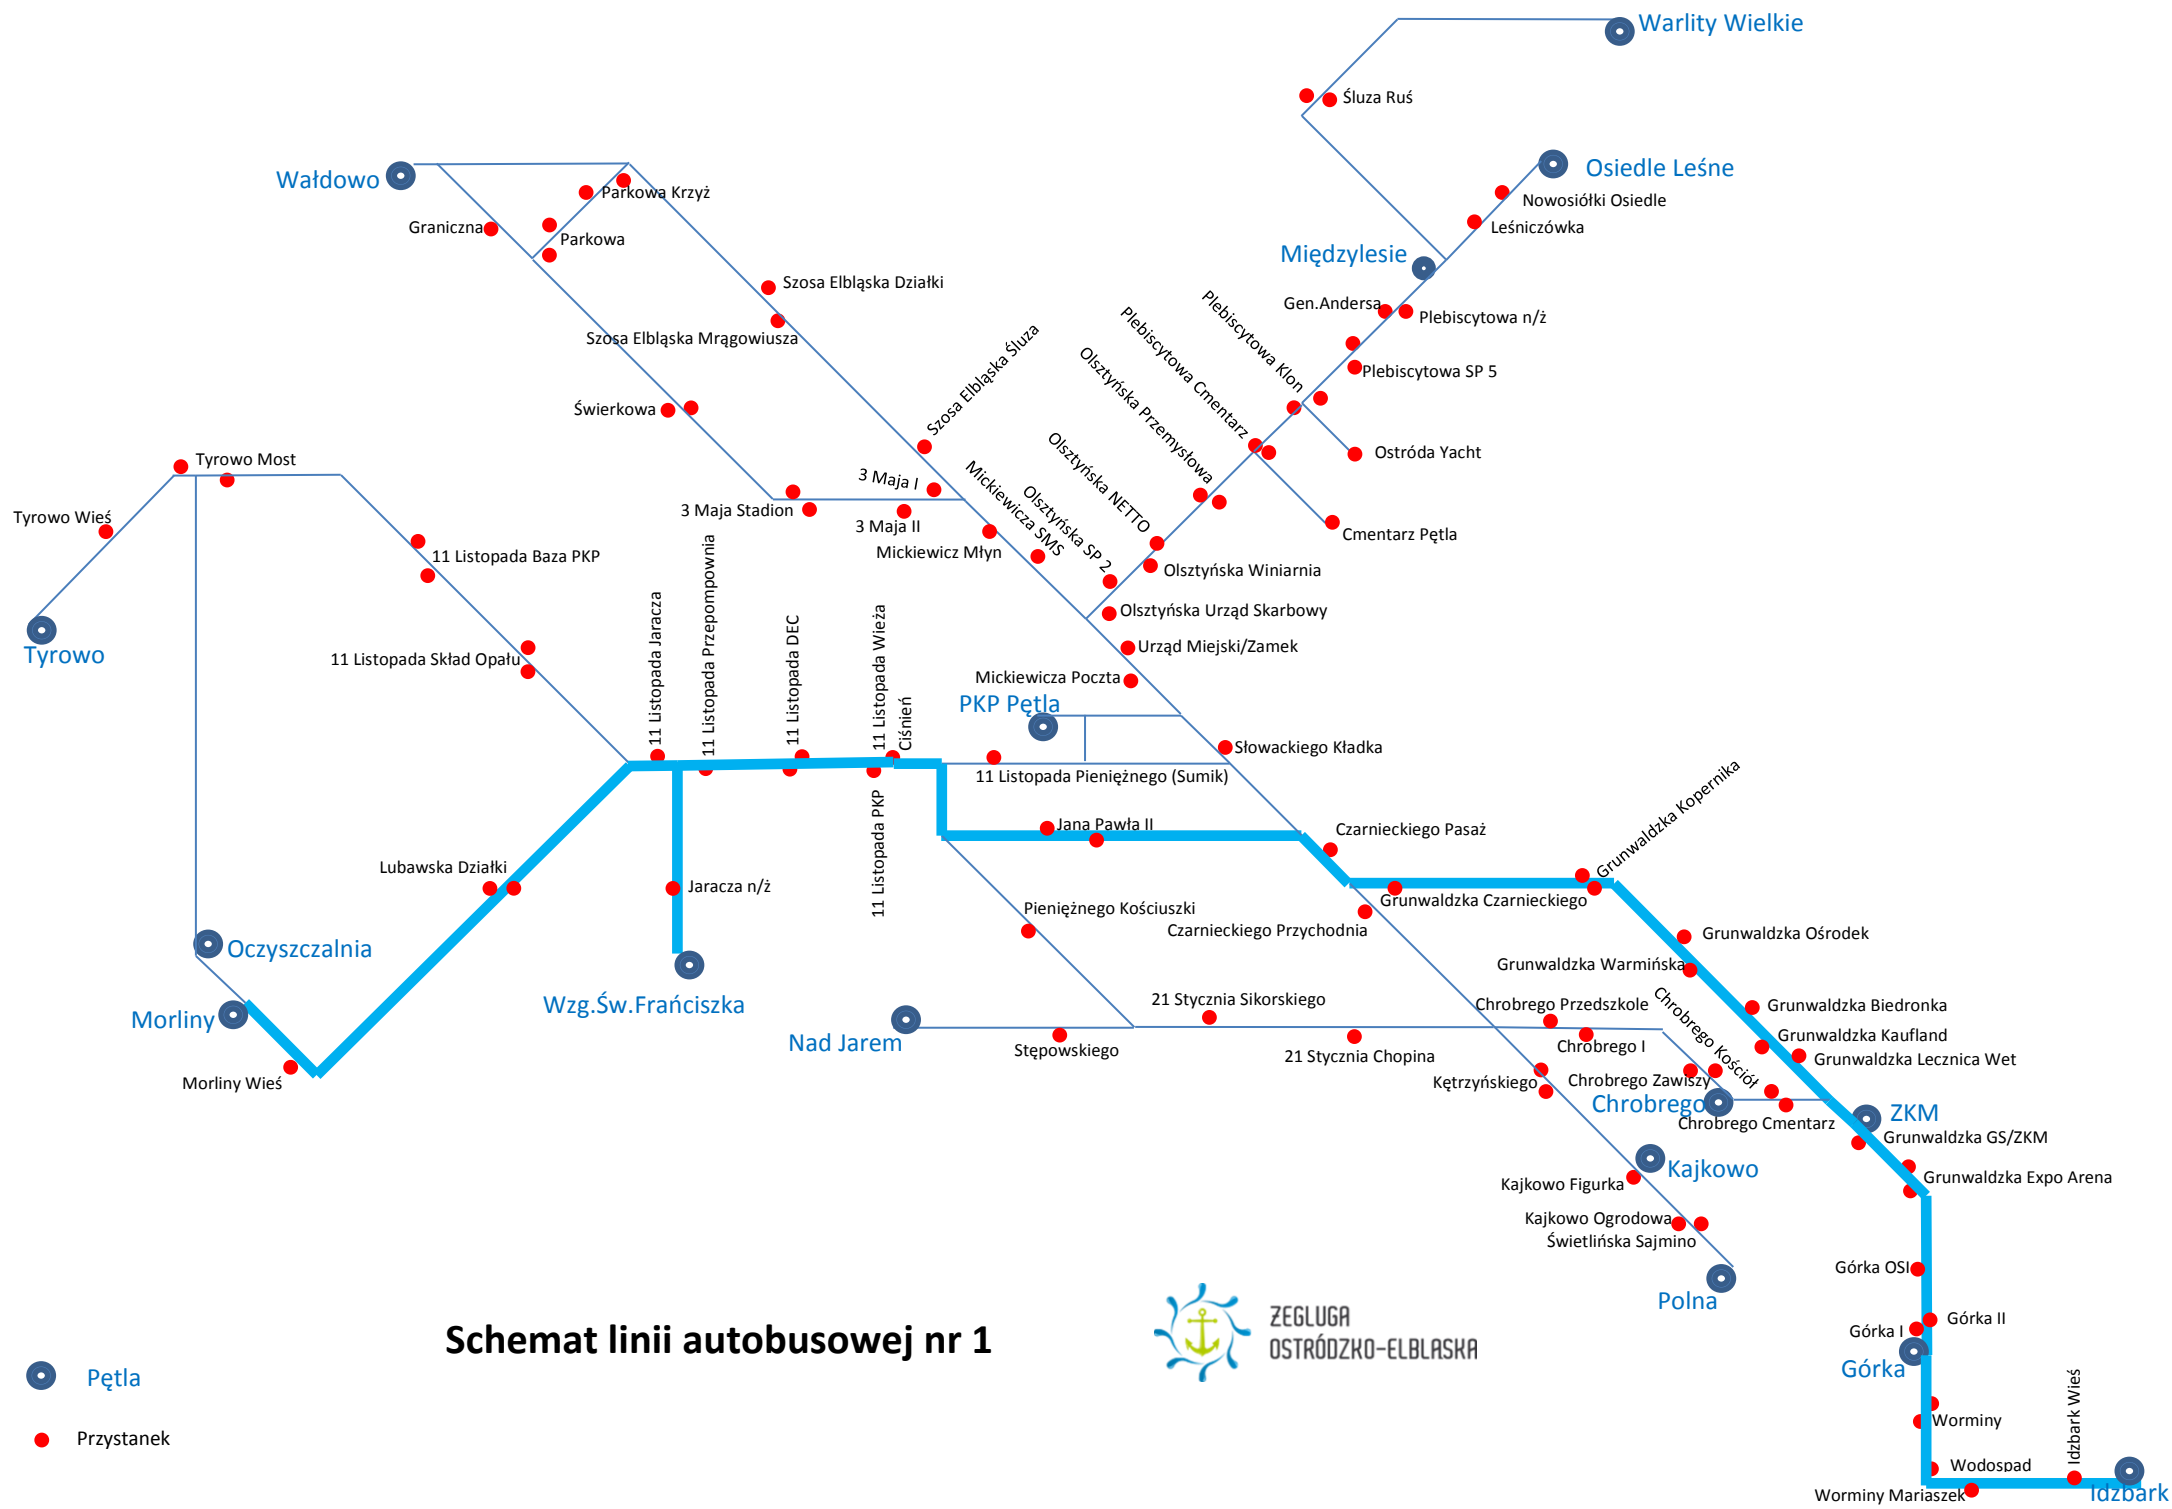 Warlity Wielkie
Śluza Ruś
Osiedle Leśne
Wałdowo
Parkowa Krzyż
Nowosiółki Osiedle
Graniczna
Parkowa
Leśniczówka
Międzylesie
Szosa Elbląska Działki
Gen.Andersa
Plebiscytowa n/ż
Szosa Elbląska Mrągowiusza
Szosa Elbląska Śluza
Plebiscytowa Klon
Plebiscytowa Cmentarz
Olsztyńska Przemysłowa
Plebiscytowa SP 5
Świerkowa
Olsztyńska NETTO
Ostróda Yacht
Tyrowo Most
3 Maja I
Mickiewicza SMS
Olsztyńska SP 2
3 Maja Stadion
3 Maja II
Tyrowo Wieś
Mickiewicz Młyn
Cmentarz Pętla
11 Listopada Baza PKP
Olsztyńska Winiarnia
Olsztyńska Urząd Skarbowy
Tyrowo
11 Listopada Skład Opału
11 Listopada Jaracza
11 Listopada Przepompownia
11 Listopada DEC
11 Listopada Wieża
Ciśnień
Urząd Miejski/Zamek
Mickiewicza Poczta
PKP Pętla
Słowackiego Kładka
11 Listopada Pieniężnego (Sumik)
Grunwaldzka Kopernika
Jana Pawła II
Czarnieckiego Pasaż
Lubawska Działki
Jaracza n/ż
11 Listopada PKP
Grunwaldzka Czarnieckiego
Pieniężnego Kościuszki
Czarnieckiego Przychodnia
Grunwaldzka Ośrodek
Oczyszczalnia
Grunwaldzka Warmińska
Wzg.Św.Frańciszka
21 Stycznia Sikorskiego
Chrobrego Przedszkole
Chrobrego Kościół
Grunwaldzka Biedronka
Morliny
Nad Jarem
Stępowskiego
21 Stycznia Chopina
Chrobrego I
Grunwaldzka Kaufland
Grunwaldzka Lecznica Wet
Morliny Wieś
Kętrzyńskiego
Chrobrego Zawiszy
Chrobrego
Chrobrego Cmentarz
ZKM
Grunwaldzka GS/ZKM
Kajkowo
Grunwaldzka Expo Arena
Kajkowo Figurka
Kajkowo Ogrodowa
Świetlińska Sajmino
Górka OSI
Polna
Górka II
Górka I
Schemat linii autobusowej nr 1
ŻEGLUGA
OSTRÓDZKO-ELBLASKA
Górka
Pętla
Idzbark Wieś
Worminy
Przystanek
Wodospad
Worminy Mariaszek
Idzbark